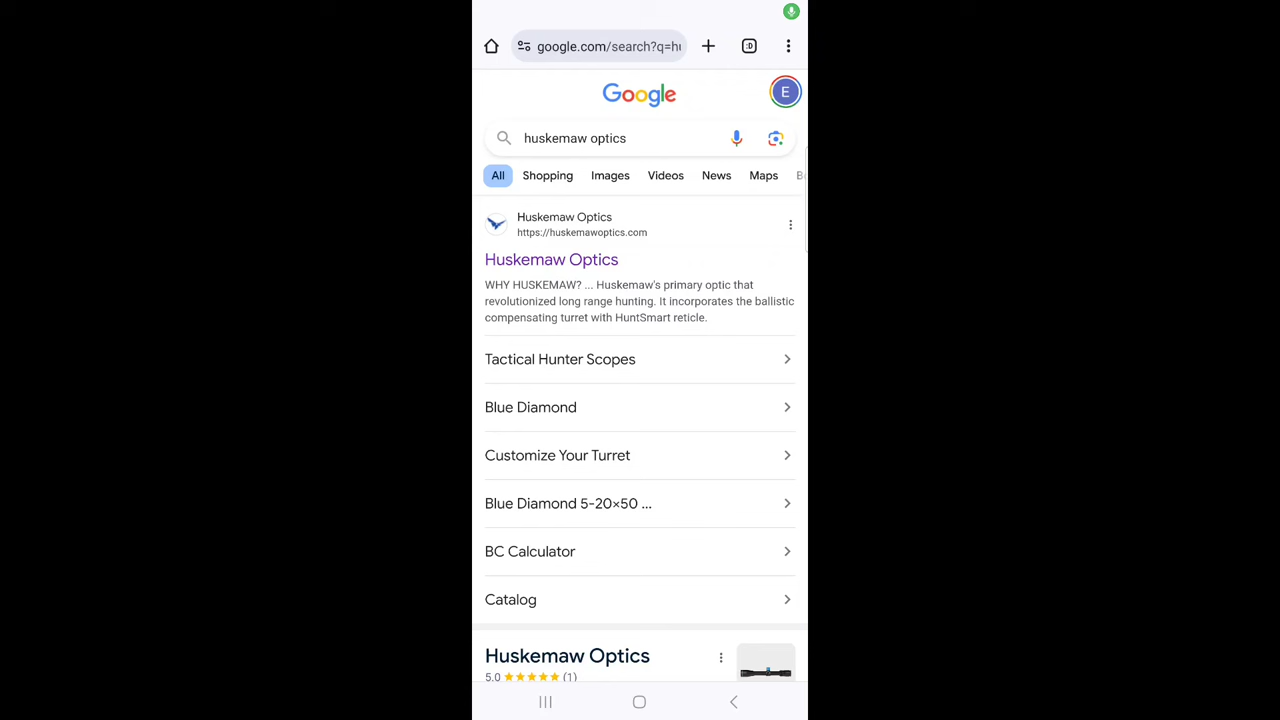 google.com/search?q=hu
:D
Google
E
huskemaw optics
All Shopping Images Videos News Maps
Huskemaw Optics
https://huskemawoptics.com
Huskemaw Optics
WHY HUSKEMAW? ... Huskemaw's primary optic that
revolutionized long range hunting. It incorporates the ballistic
compensating turret with HuntSmart reticle.
Tactical Hunter Scopes
Blue Diamond
Customize Your Turret
Blue Diamond 5-20×50 ...
BC Calculator
Catalog
Huskemaw Optics
5.0 ★★★★★ (1)